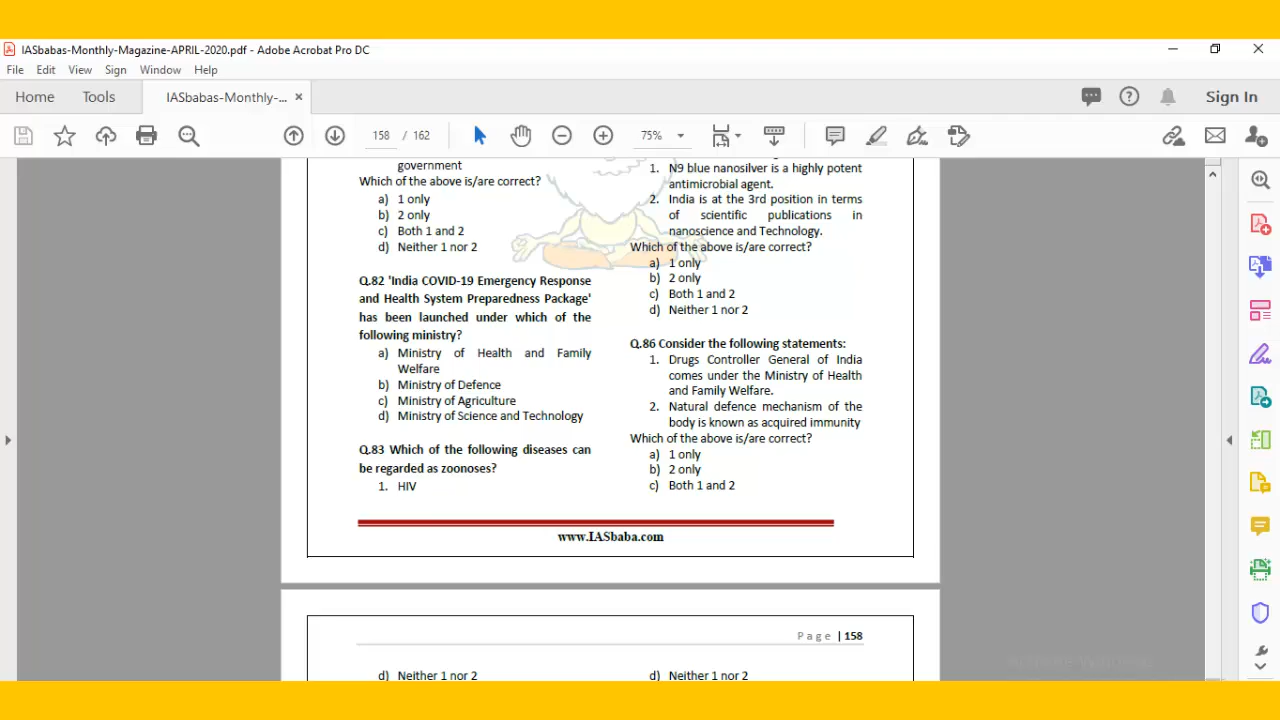 IASbabas-Monthly-Magazine-APRIL-2020.pdf - Adobe Acrobat Pro DC
File Edit View Sign Window Help
Home Tools IASbabas-Monthly-... × Sign In
158 / 162 75%
government
Which of the above is/are correct?
a) 1 only
b) 2 only
c) Both 1 and 2
d) Neither 1 nor 2
Q.82 'India COVID-19 Emergency Response
and Health System Preparedness Package'
has been launched under which of the
following ministry?
a) Ministry of Health and Family
Welfare
b) Ministry of Defence
c) Ministry of Agriculture
d) Ministry of Science and Technology
Q.83 Which of the following diseases can
be regarded as zoonoses?
1. HIV
1. N9 blue nanosilver is a highly potent
antimicrobial agent.
2. India is at the 3rd position in terms
of scientific publications in
nanoscience and Technology.
Which of the above is/are correct?
a) 1 only
b) 2 only
c) Both 1 and 2
d) Neither 1 nor 2
Q.86 Consider the following statements:
1. Drugs Controller General of India
comes under the Ministry of Health
and Family Welfare.
2. Natural defence mechanism of the
body is known as acquired immunity
Which of the above is/are correct?
a) 1 only
b) 2 only
c) Both 1 and 2
www.IASbaba.com
Page | 158
d) Neither 1 nor 2
d) Neither 1 nor 2